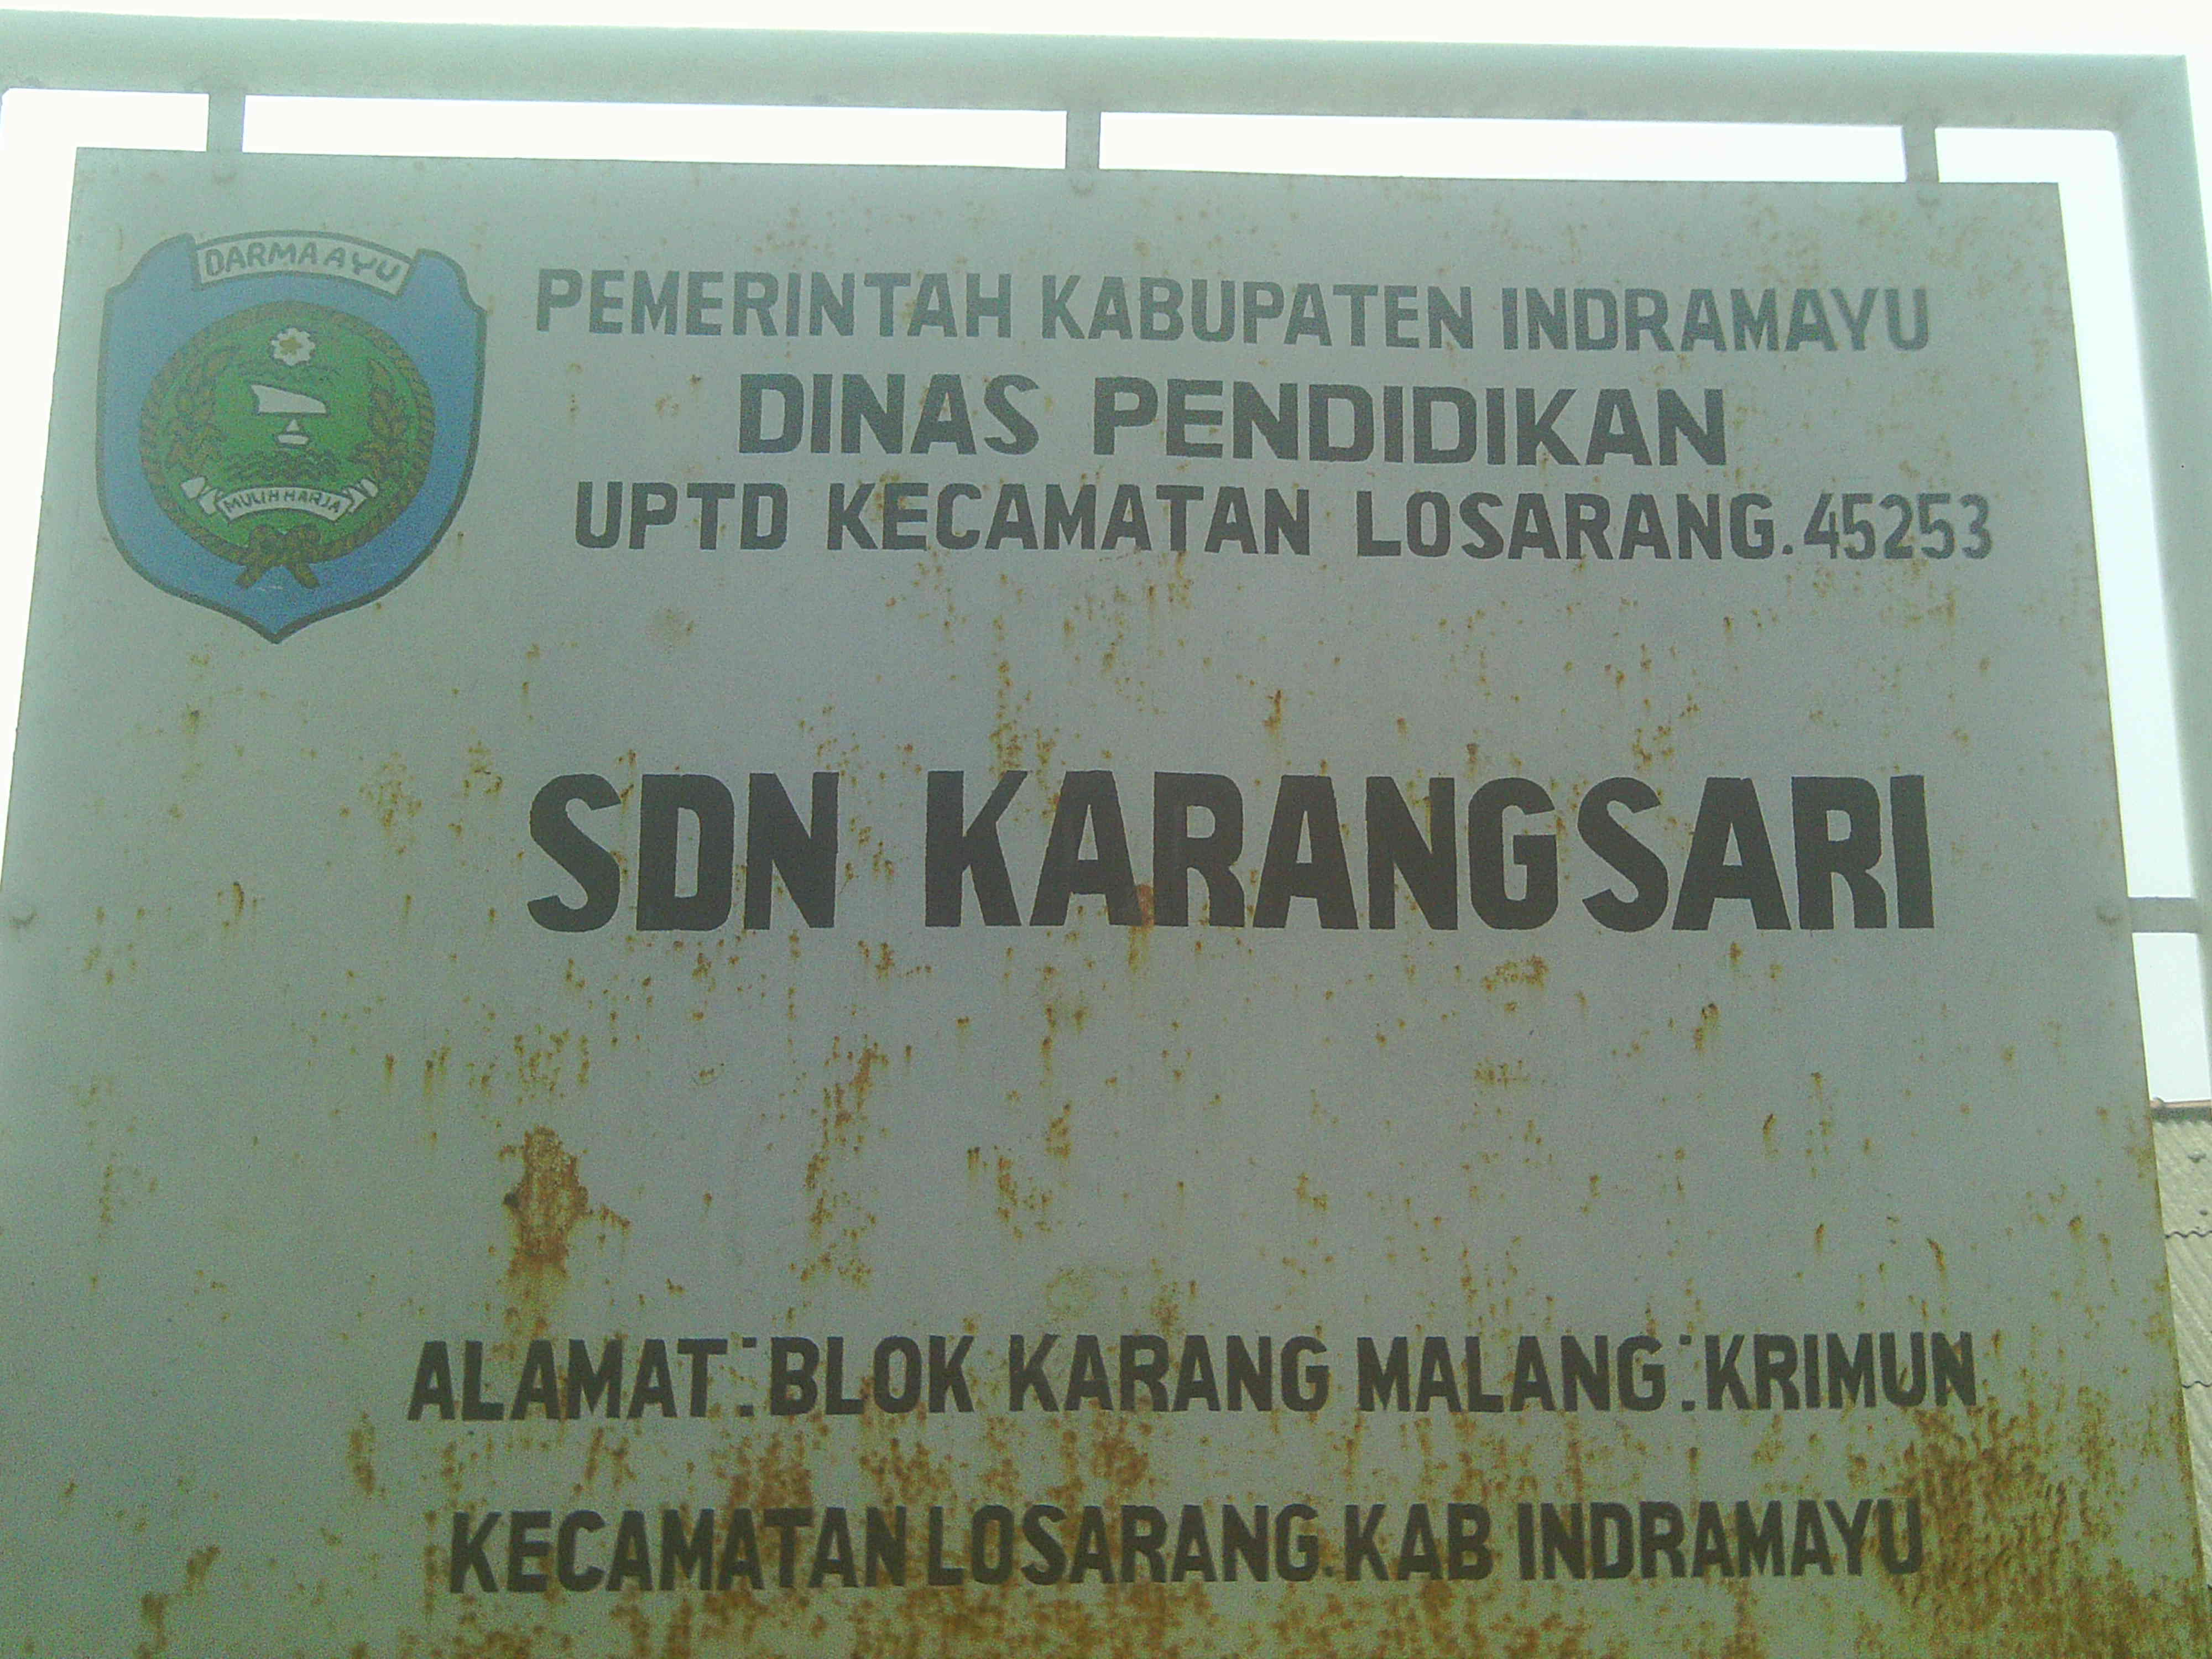 DARMA AYU
MULIH HARJA
PEMERINTAH KABUPATEN INDRAMAYU
DINAS PENDIDIKAN
UPTD KECAMATAN LOSARANG.45253
SDN KARANGSARI
ALAMAT:BLOK KARANG MALANG:KRIMUN
KECAMATAN LOSARANG.KAB INDRAMAYU